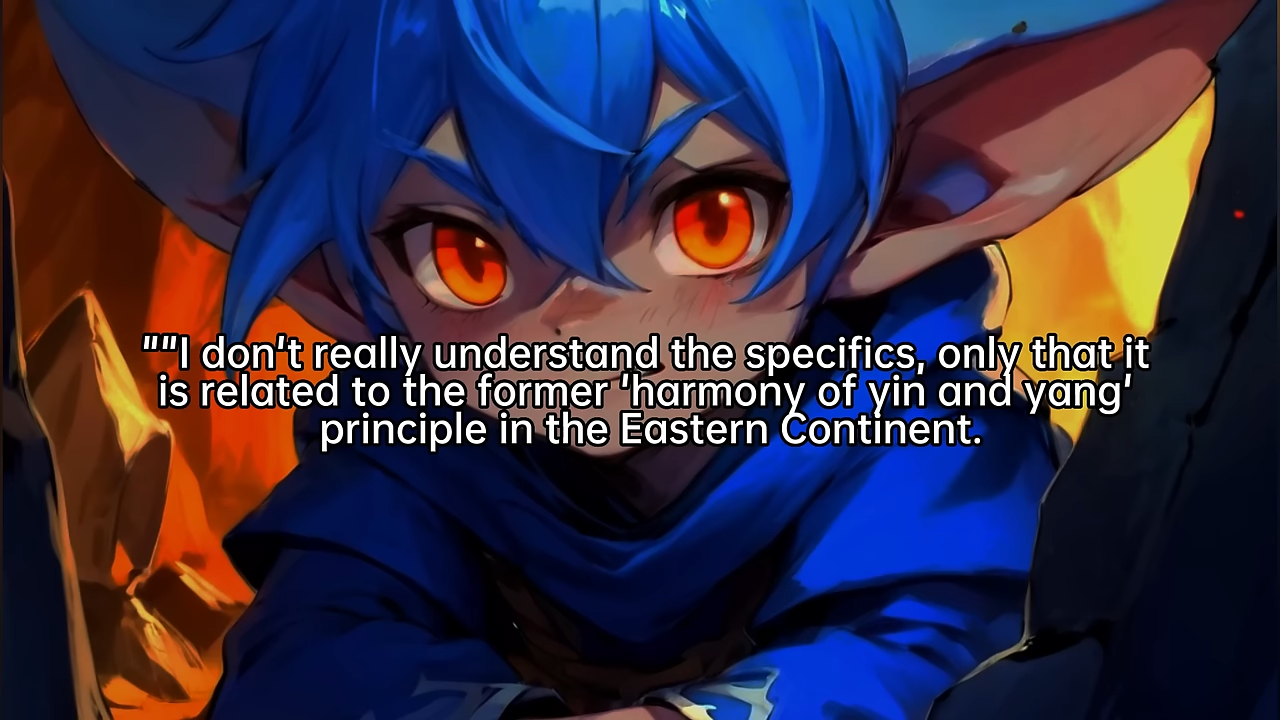 ""I don't really understand the specifics, only that it
is related to the former 'harmony of yin and yang'
principle in the Eastern Continent.